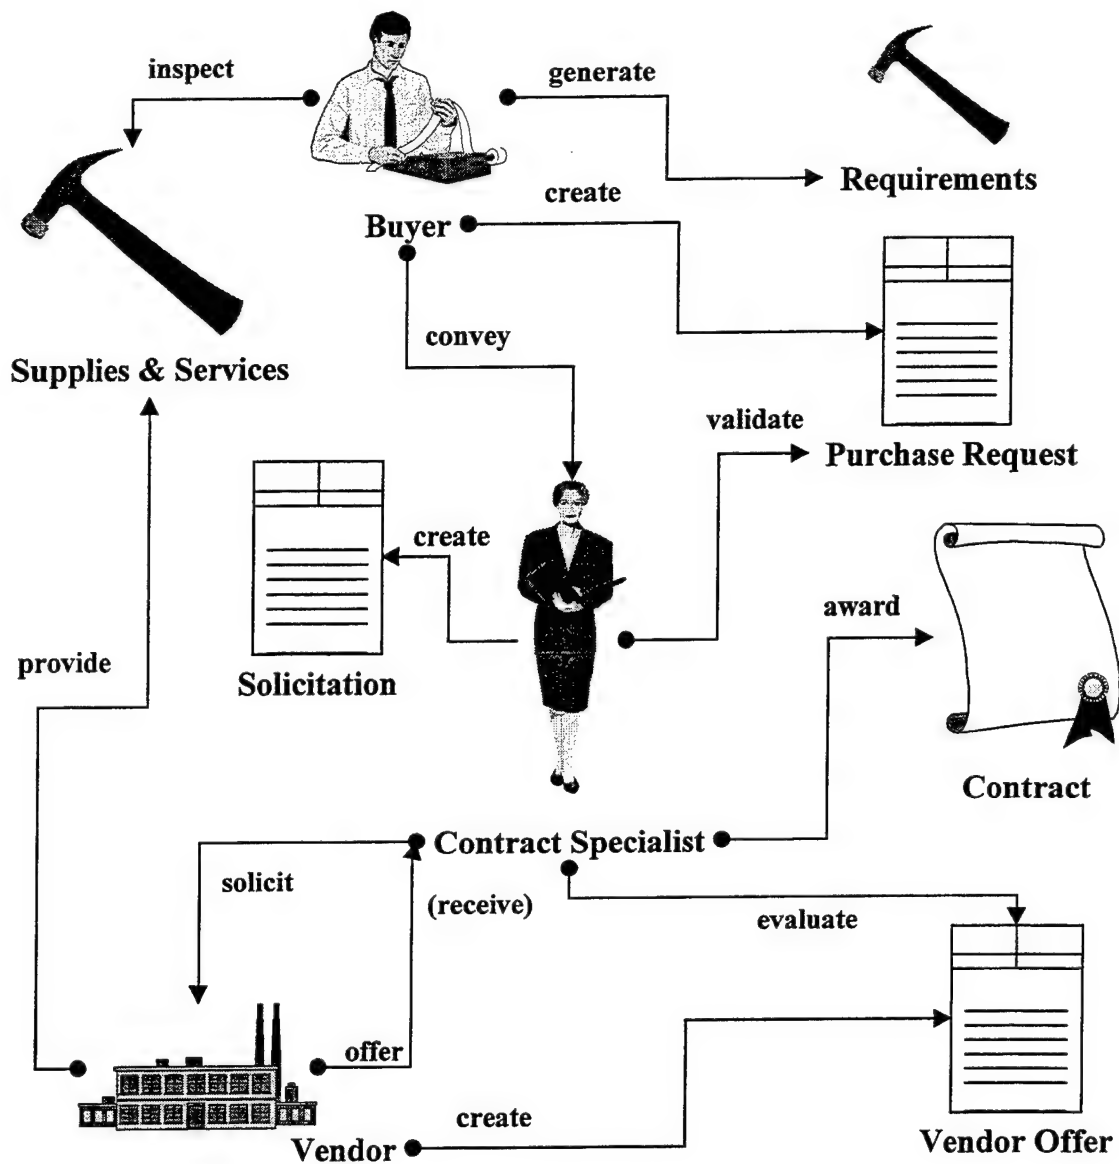 inspect
generate
Requirements
create
Buyer
convey
Supplies & Services
validate
Purchase Request
create
award
provide
Solicitation
Contract
Contract Specialist
solicit
(receive)
evaluate
offer
create
Vendor
Vendor Offer